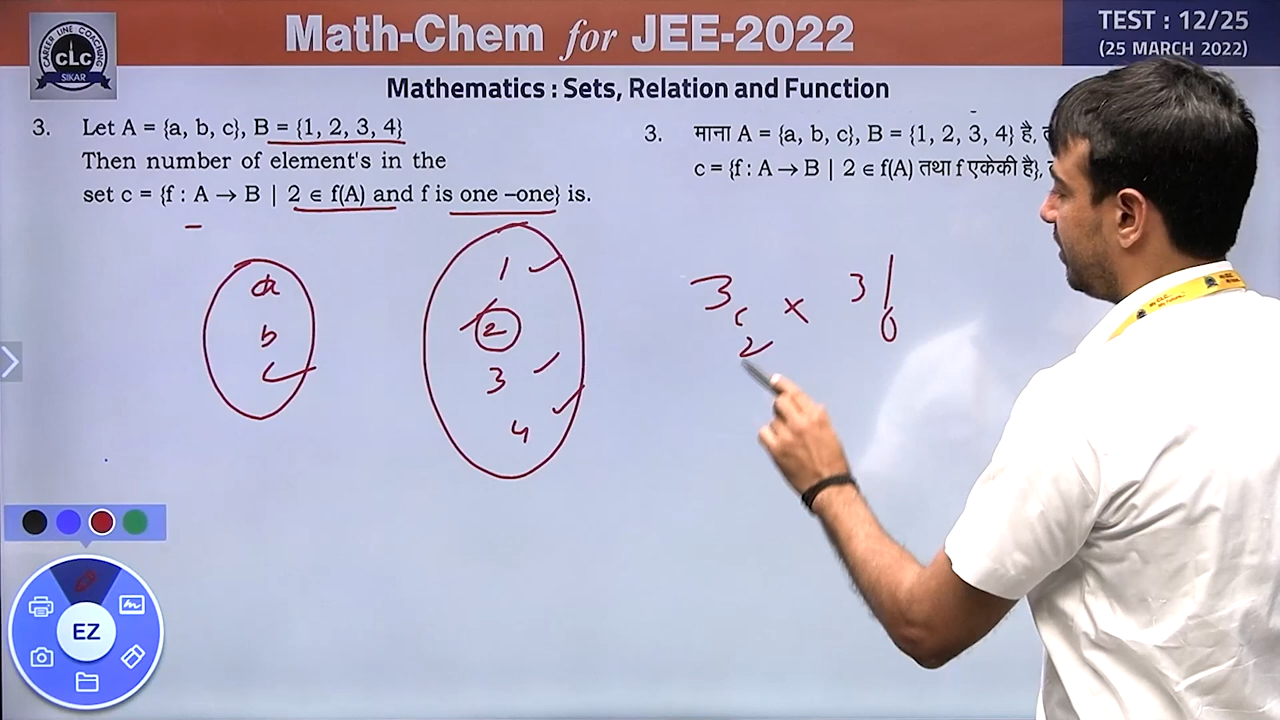 Math-Chem for JEE-2022
TEST : 12/25
(25 MARCH 2022)
CAREER LINE COACHING
CLC
SIKAR
Mathematics : Sets, Relation and Function
3. Let A = {a, b, c}, B = {1, 2, 3, 4}
Then number of element's in the
set c = {f : A → B | 2 ∈ f(A) and f is one –one} is.
3. माना A = {a, b, c}, B = {1, 2, 3, 4} है,
c = {f : A → B | 2 ∈ f(A) तथा f एकेकी है},
a
b
c
1
2
3
4
3
c
2
× 3!
EZ